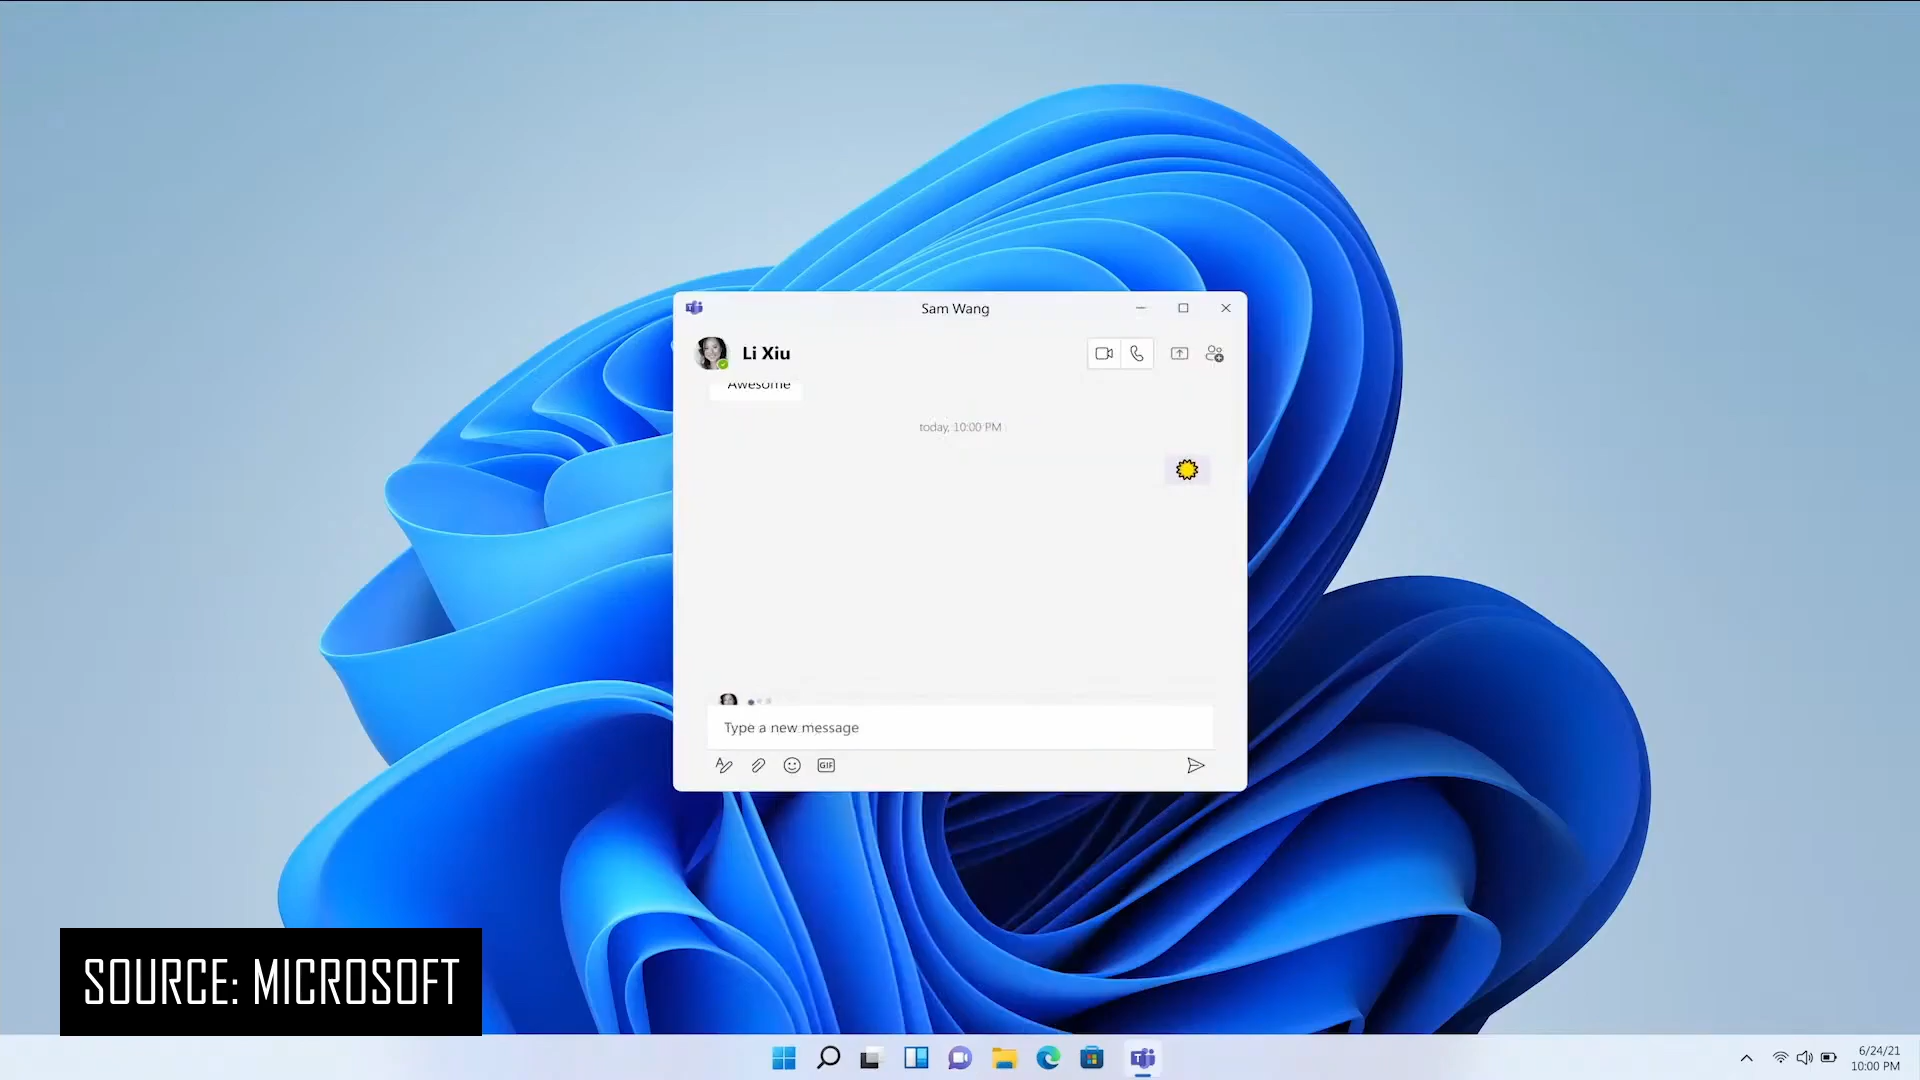 Sam Wang
Li Xiu
Awesome
today, 10:00 PM
Type a new message
GIF
SOURCE: MICROSOFT
6/24/21
10:00 PM